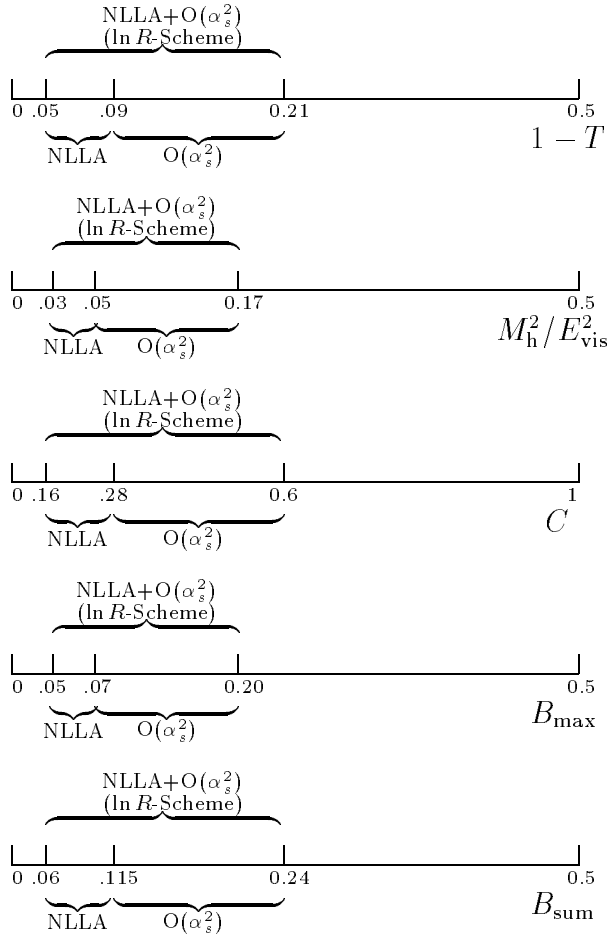 NLLA+O(α_s^2)
(ln R-Scheme)
0 .05 .09 0.21 0.5
NLLA O(α_s^2)
1 − T
NLLA+O(α_s^2)
(ln R-Scheme)
0 .03 .05 0.17 0.5
NLLA O(α_s^2)
M_h^2/E_vis^2
NLLA+O(α_s^2)
(ln R-Scheme)
0 .16 .28 0.6 1
NLLA O(α_s^2)
C
NLLA+O(α_s^2)
(ln R-Scheme)
0 .05 .07 0.20 0.5
NLLA O(α_s^2)
B_max
NLLA+O(α_s^2)
(ln R-Scheme)
0 .06 .115 0.24 0.5
NLLA O(α_s^2)
B_sum